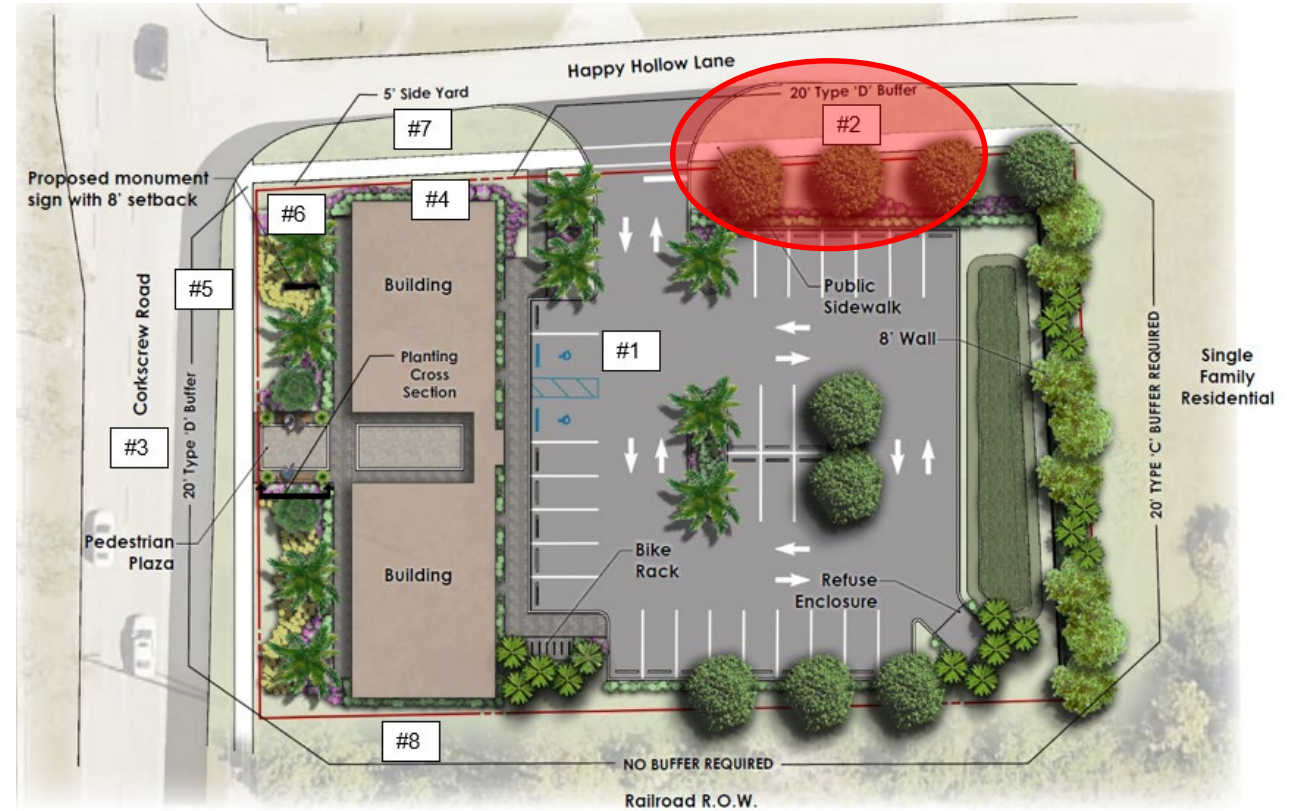 Happy Hollow Lane
5' Side Yard
20' Type 'D' Buffer
#7
#2
Proposed monument
sign with 8' setback
#6
#4
Building
Public
Sidewalk
#5
Corkscrew Road
20' Type 'D' Buffer
#3
#1
8' Wall
Planting
Cross
Section
20' TYPE 'C' BUFFER REQUIRED
Single
Family
Residential
Pedestrian
Plaza
Building
Bike
Rack
Refuse
Enclosure
#8
NO BUFFER REQUIRED
Railroad R.O.W.